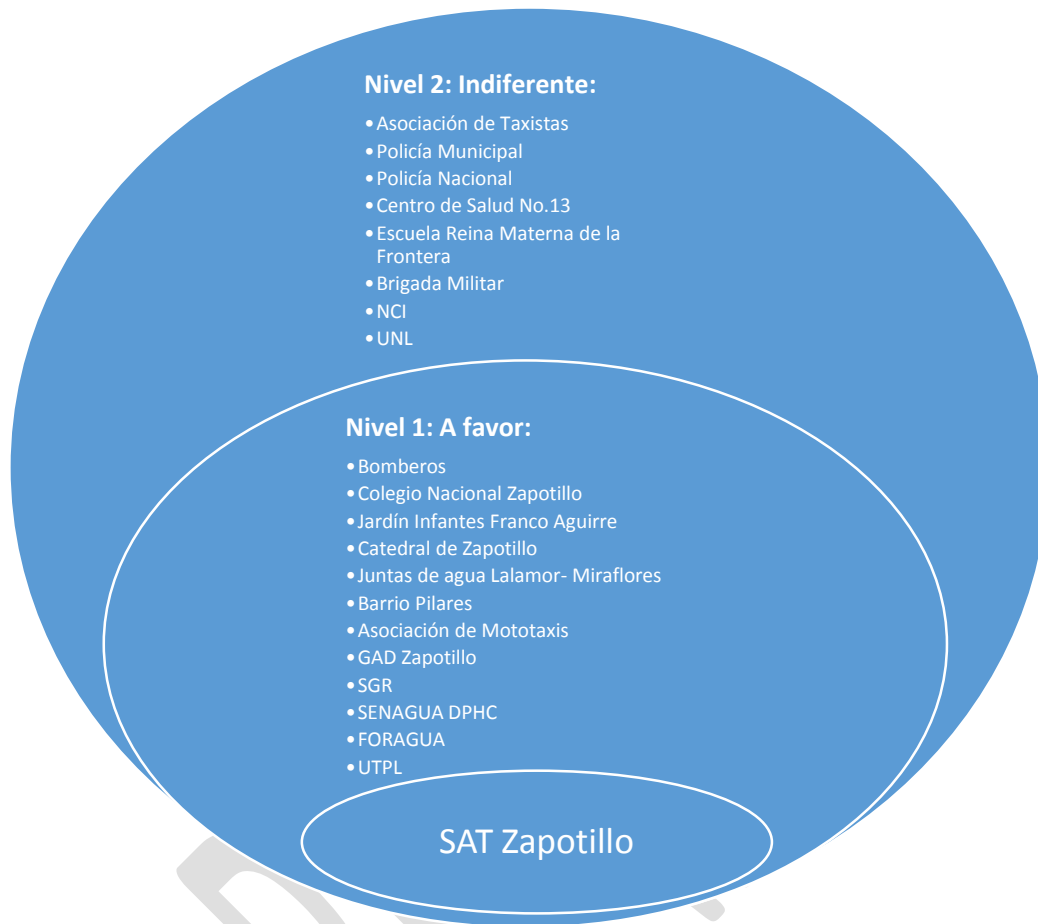 Nivel 2: Indiferente:
•Asociación de Taxistas
•Policía Municipal
•Policía Nacional
•Centro de Salud No.13
•Escuela Reina Materna de la
Frontera
•Brigada Militar
•NCI
•UNL
Nivel 1: A favor:
•Bomberos
•Colegio Nacional Zapotillo
•Jardín Infantes Franco Aguirre
•Catedral de Zapotillo
•Juntas de agua Lalamor- Miraflores
•Barrio Pilares
•Asociación de Mototaxis
•GAD Zapotillo
•SGR
•SENAGUA DPHC
•FORAGUA
•UTPL
SAT Zapotillo